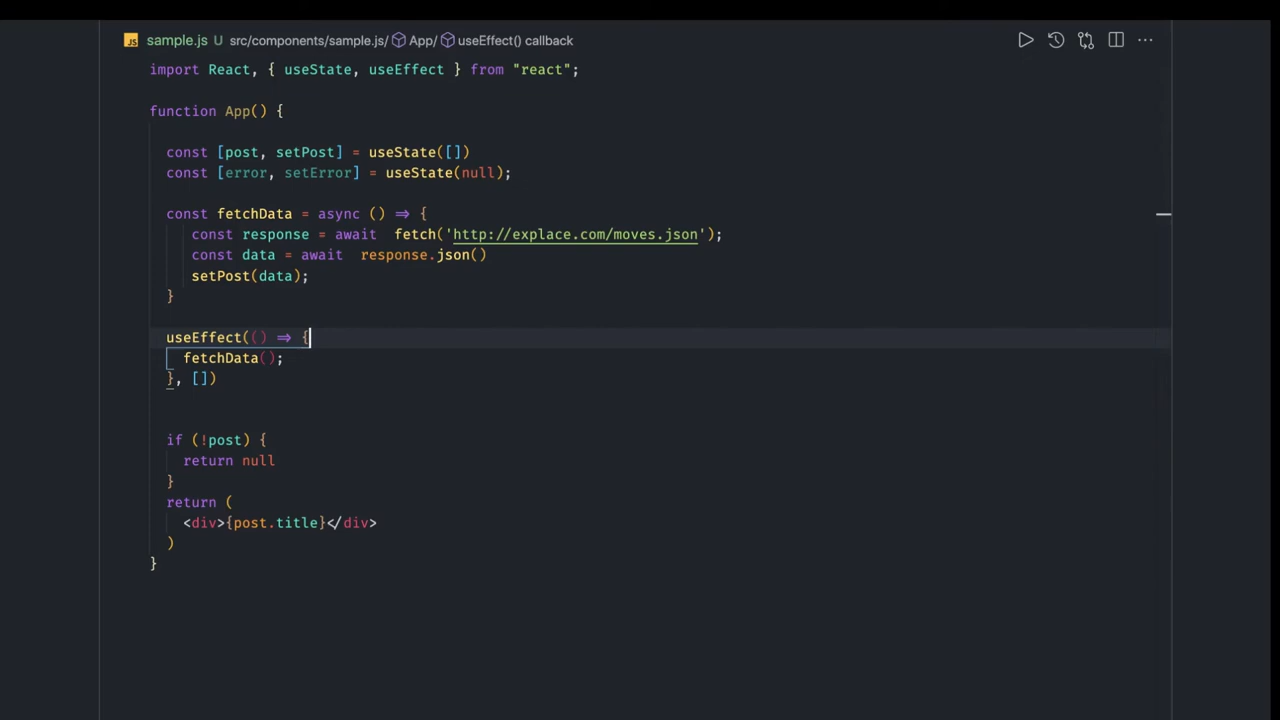 JS sample.js U src/components/sample.js/ App/ useEffect() callback
import React, { useState, useEffect } from "react";
function App() {
const [post, setPost] = useState([])
const [error, setError] = useState(null);
const fetchData = async () => {
const response = await fetch('http://explace.com/moves.json');
const data = await response.json()
setPost(data);
}
useEffect(() => {
fetchData();
}, [])
if (!post) {
return null
}
return (
<div>{post.title}</div>
)
}